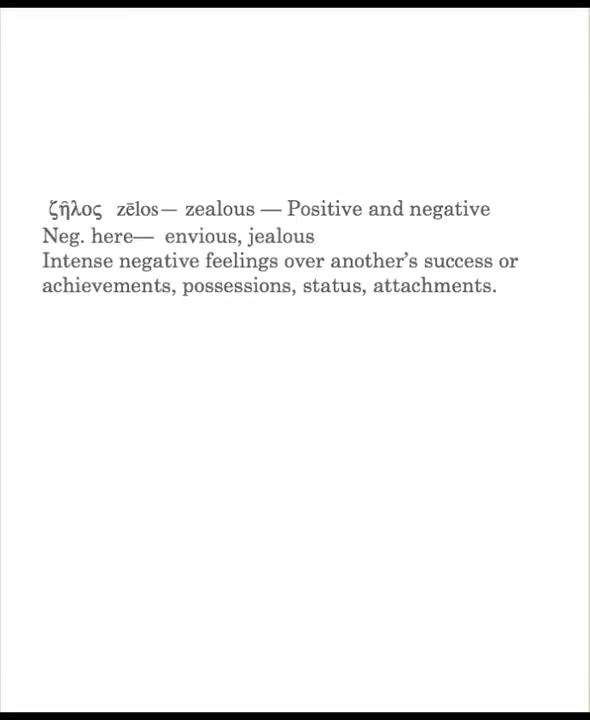 ζῆλος zēlos— zealous — Positive and negative
Neg. here— envious, jealous
Intense negative feelings over another’s success or
achievements, possessions, status, attachments.